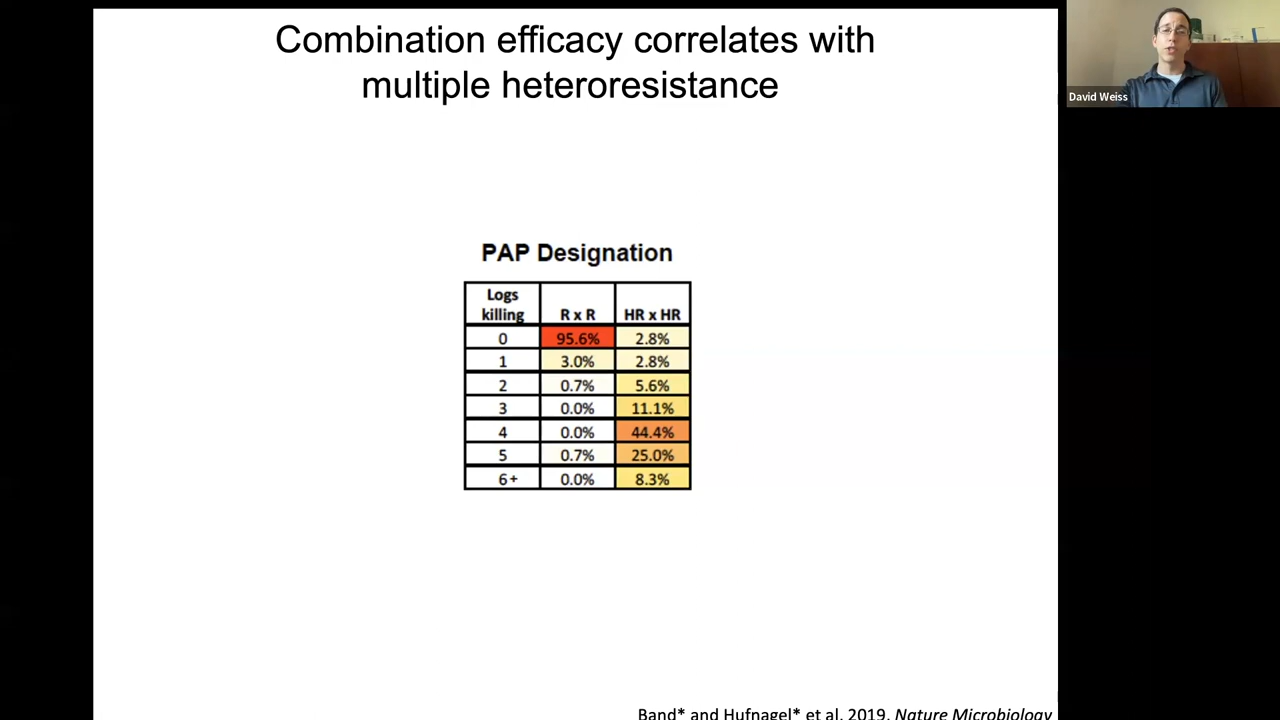 Combination efficacy correlates with
multiple heteroresistance
David Weiss
PAP Designation
Logs killing R x R HR x HR
0 95.6% 2.8%
1 3.0% 2.8%
2 0.7% 5.6%
3 0.0% 11.1%
4 0.0% 44.4%
5 0.7% 25.0%
6+ 0.0% 8.3%
Band* and Hufnagel* et al. 2019. Nature Microbiology